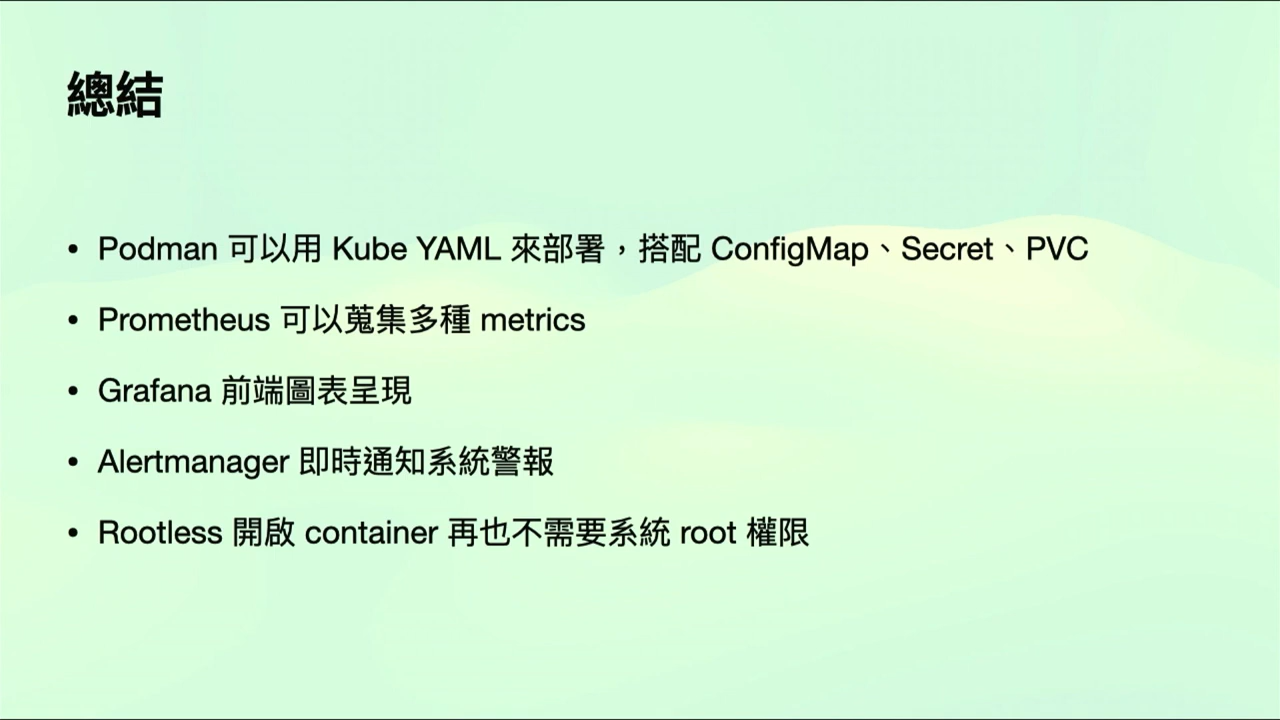 總結
• Podman 可以用 Kube YAML 來部署，搭配 ConfigMap、Secret、PVC
• Prometheus 可以蒐集多種 metrics
• Grafana 前端圖表呈現
• Alertmanager 即時通知系統警報
• Rootless 開啟 container 再也不需要系統 root 權限